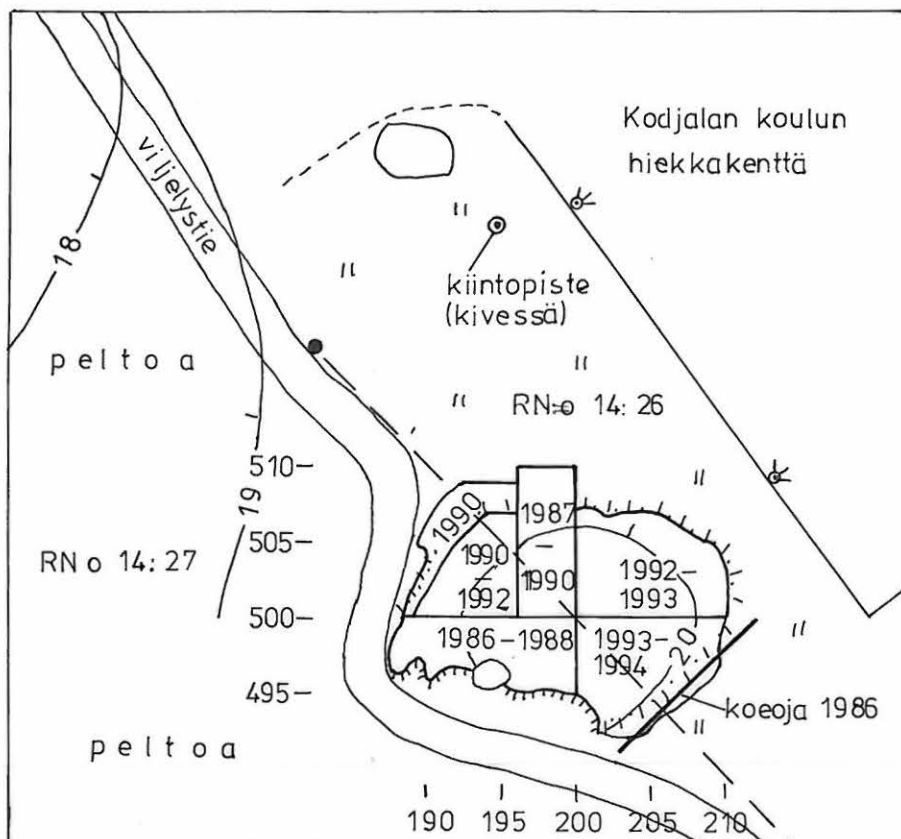 Kodjalan koulun
hiekkakenttä
viljelystie
18
kiintopiste
(kivessä)
peltoa
RN:o 14:26
510
19
1990
1987
505
1990-
1992
1990
1992-
1993
RNo 14:27
500
1986-1988
1993-
1994
20
495
koeoja 1986
peltoa
190 195 200 205 210